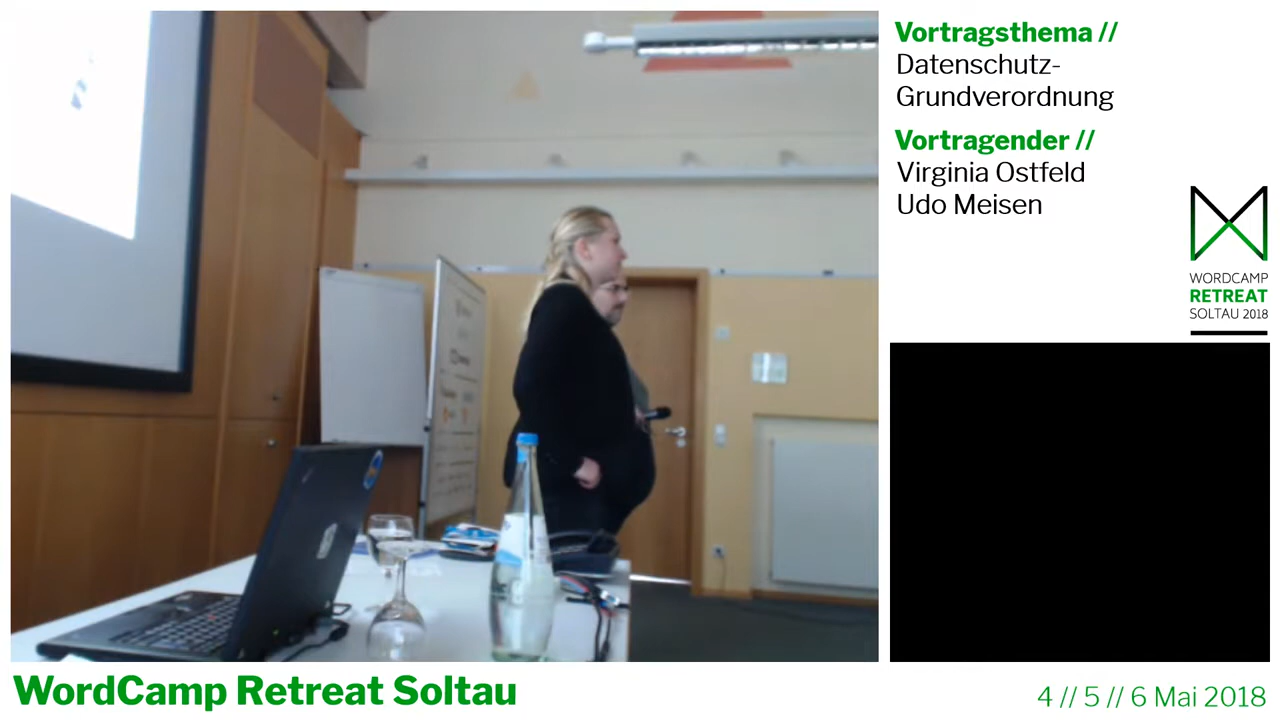 Vortragsthema //
Datenschutz-
Grundverordnung
Vortragender //
Virginia Ostfeld
Udo Meisen
WORDCAMP
RETREAT
SOLTAU 2018
WordCamp Retreat Soltau
4 // 5 // 6 Mai 2018